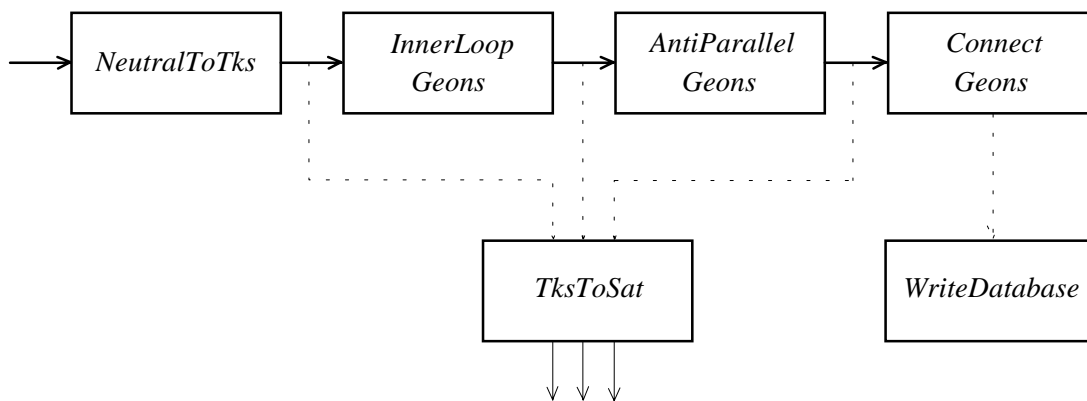 NeutralToTks
InnerLoop
Geons
AntiParallel
Geons
Connect
Geons
TksToSat
WriteDatabase